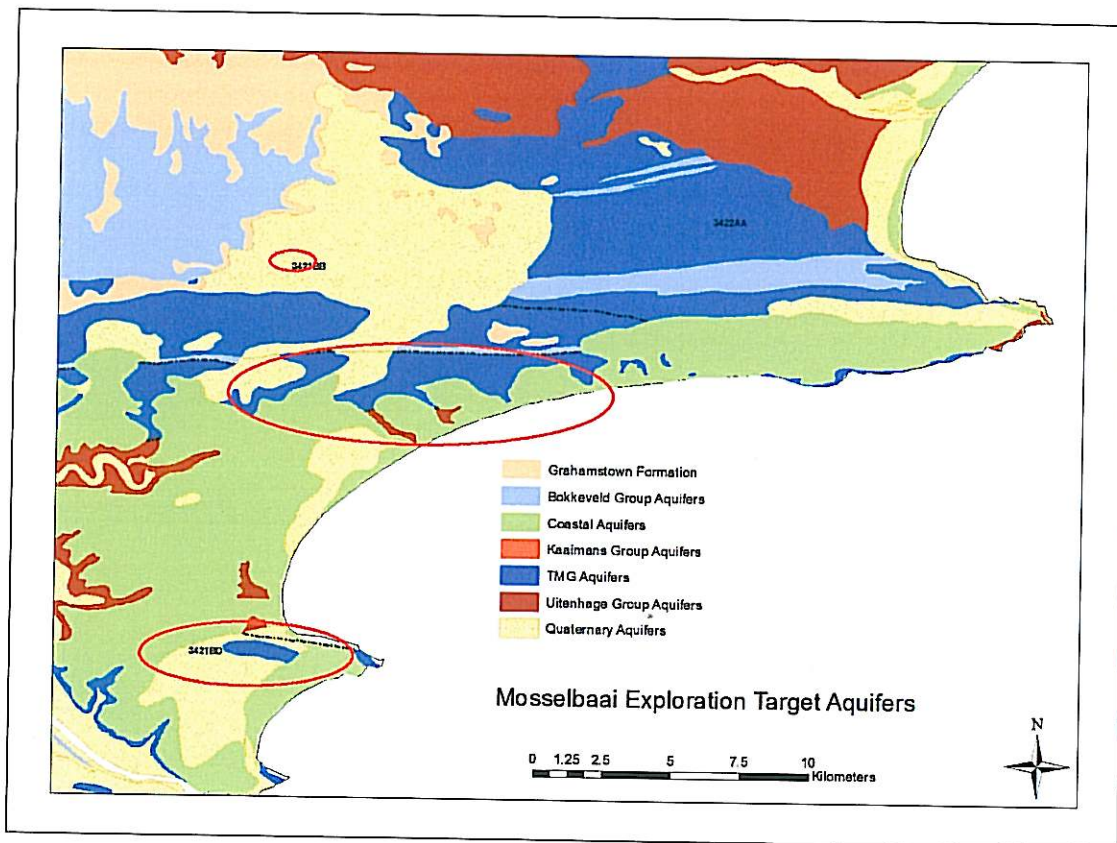 3422AA
3421BB
Grahamstown Formation
Bokkeveld Group Aquifers
Coastal Aquifers
Kaaimans Group Aquifers
TMG Aquifers
Uitenhage Group Aquifers
Quaternary Aquifers
3421BD
Mosselbaai Exploration Target Aquifers
N
0 1.25 2.5 5 7.5 10
Kilometers